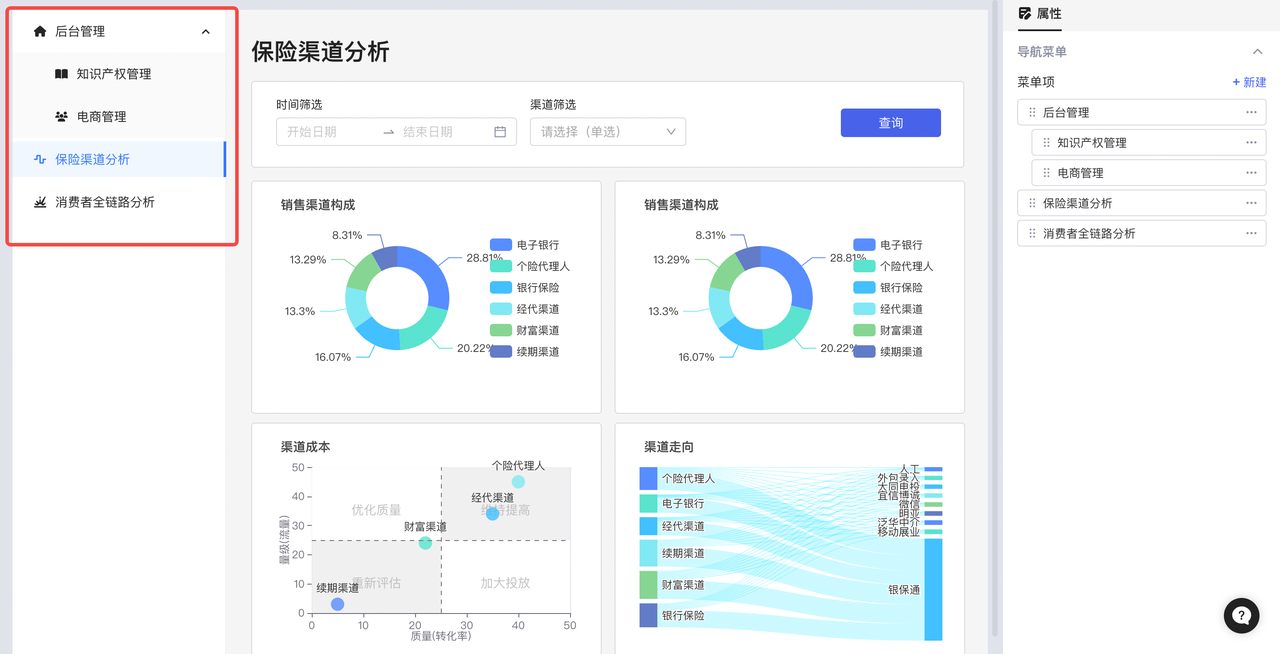 后台管理
知识产权管理
电商管理
保险渠道分析
消费者全链路分析
保险渠道分析
时间筛选
渠道筛选
开始日期
结束日期
请选择（单选）
查询
销售渠道构成
8.31%
13.29%
13.3%
16.07%
28.81%
20.22%
电子银行
个险代理人
银行保险
经代渠道
财富渠道
续期渠道
销售渠道构成
8.31%
13.29%
13.3%
16.07%
28.81%
20.22%
电子银行
个险代理人
银行保险
经代渠道
财富渠道
续期渠道
渠道成本
量级(流量)
50
40
30
20
10
0
优化质量
维持提高
重新评估
加大投放
个险代理人
经代渠道
财富渠道
续期渠道
0
10
20
30
40
50
质量(转化率)
渠道走向
个险代理人
电子银行
经代渠道
续期渠道
财富渠道
银行保险
人工
外包录入
大同电投
宜信博诚
微信
明亚
泛华中介
移动展业
银保通
属性
导航菜单
菜单项
+ 新建
后台管理
知识产权管理
电商管理
保险渠道分析
消费者全链路分析